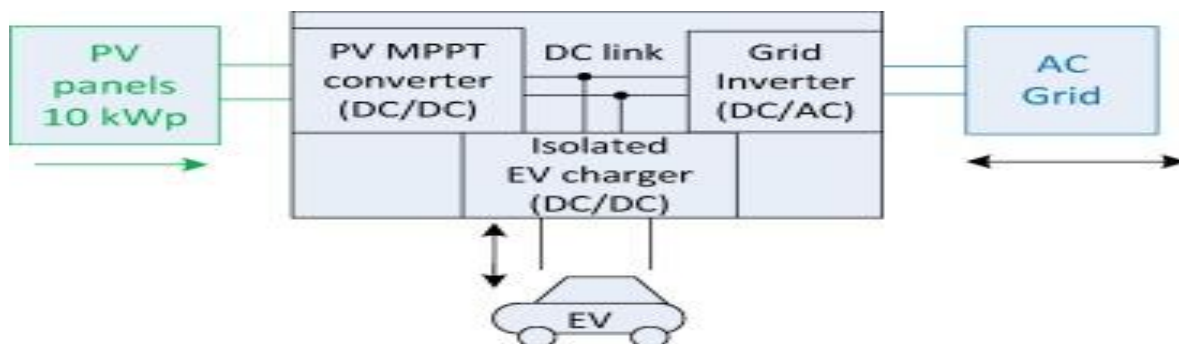 PV
panels
10 kWp
PV MPPT
converter
(DC/DC)
DC link
Grid
Inverter
(DC/AC)
AC
Grid
Isolated
EV charger
(DC/DC)
EV